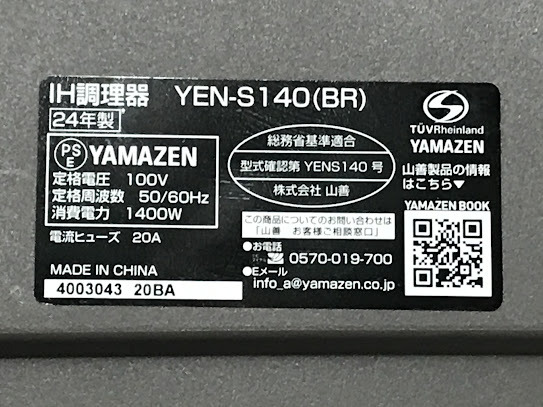 IH調理器 YEN-S140(BR)
24年製
PS
E
YAMAZEN
定格電圧 100V
定格周波数 50/60Hz
消費電力 1400W
電流ヒューズ 20A
MADE IN CHINA
4003043 20BA
総務省基準適合
型式確認第 YENS140 号
株式会社 山善
この商品についてのお問い合わせは
「山善 お客様ご相談窓口」
●お電話
0570-019-700
●Eメール
info_a@yamazen.co.jp
TÜVRheinland
YAMAZEN
山善製品の情報
はこちら▼
YAMAZEN BOOK